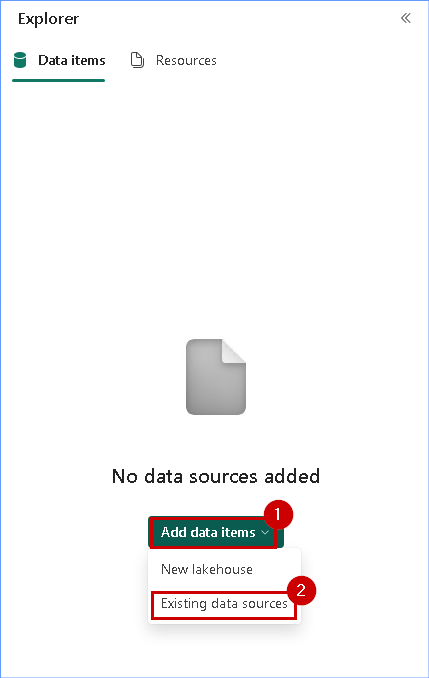 Explorer
Data items
Resources
No data sources added
1
Add data items
New lakehouse
2
Existing data sources